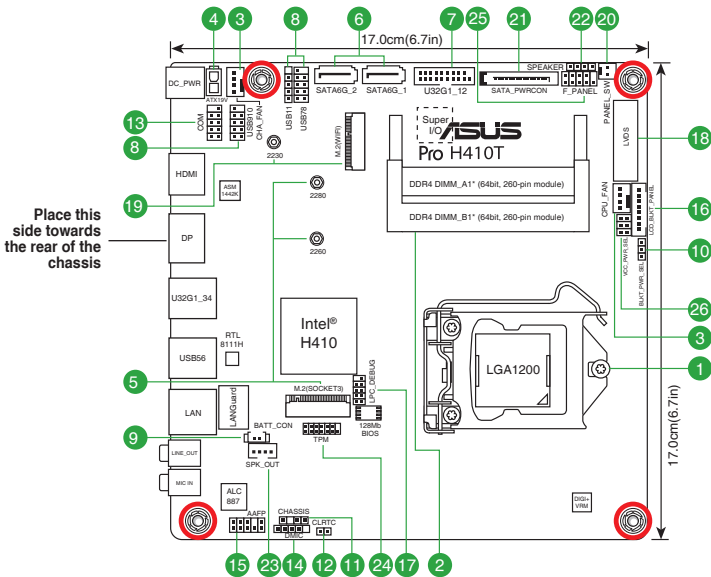 17.0cm(6.7in)
4
3
8
6
7
25
21
22
20
DC_PWR
ATX19V
CHA_FAN
USB910
COM
13
8
USB11
USB78
SATA6G_2
SATA6G_1
U32G1_12
SATA_PWRCON
SPEAKER
F_PANEL
PANEL_SW
Super
I/O
ASUS
Pro H410T
LVDS
18
M.2(WIFI)
2230
19
HDMI
ASM
1442K
2280
DDR4 DIMM_A1* (64bit, 260-pin module)
DDR4 DIMM_B1* (64bit, 260-pin module)
CPU_FAN
LCD_BLKT_PANEL
16
VCC_PWR_SEL
BLKT_PWR_SEL
10
Place this
side towards
the rear of the
chassis
DP
2260
26
3
U32G1_34
Intel®
H410
RTL
8111H
USB56
LGA1200
1
5
M.2(SOCKET3)
LPC_DEBUG
LAN
LANGuard
128Mb
BIOS
TPM
9
BATT_CON
SPK_OUT
LINE_OUT
MIC IN
17.0cm(6.7in)
ALC
887
DIGI+
VRM
AAFP
CHASSIS
DMIC
CLRTC
15
23
14
12
11
24
17
2